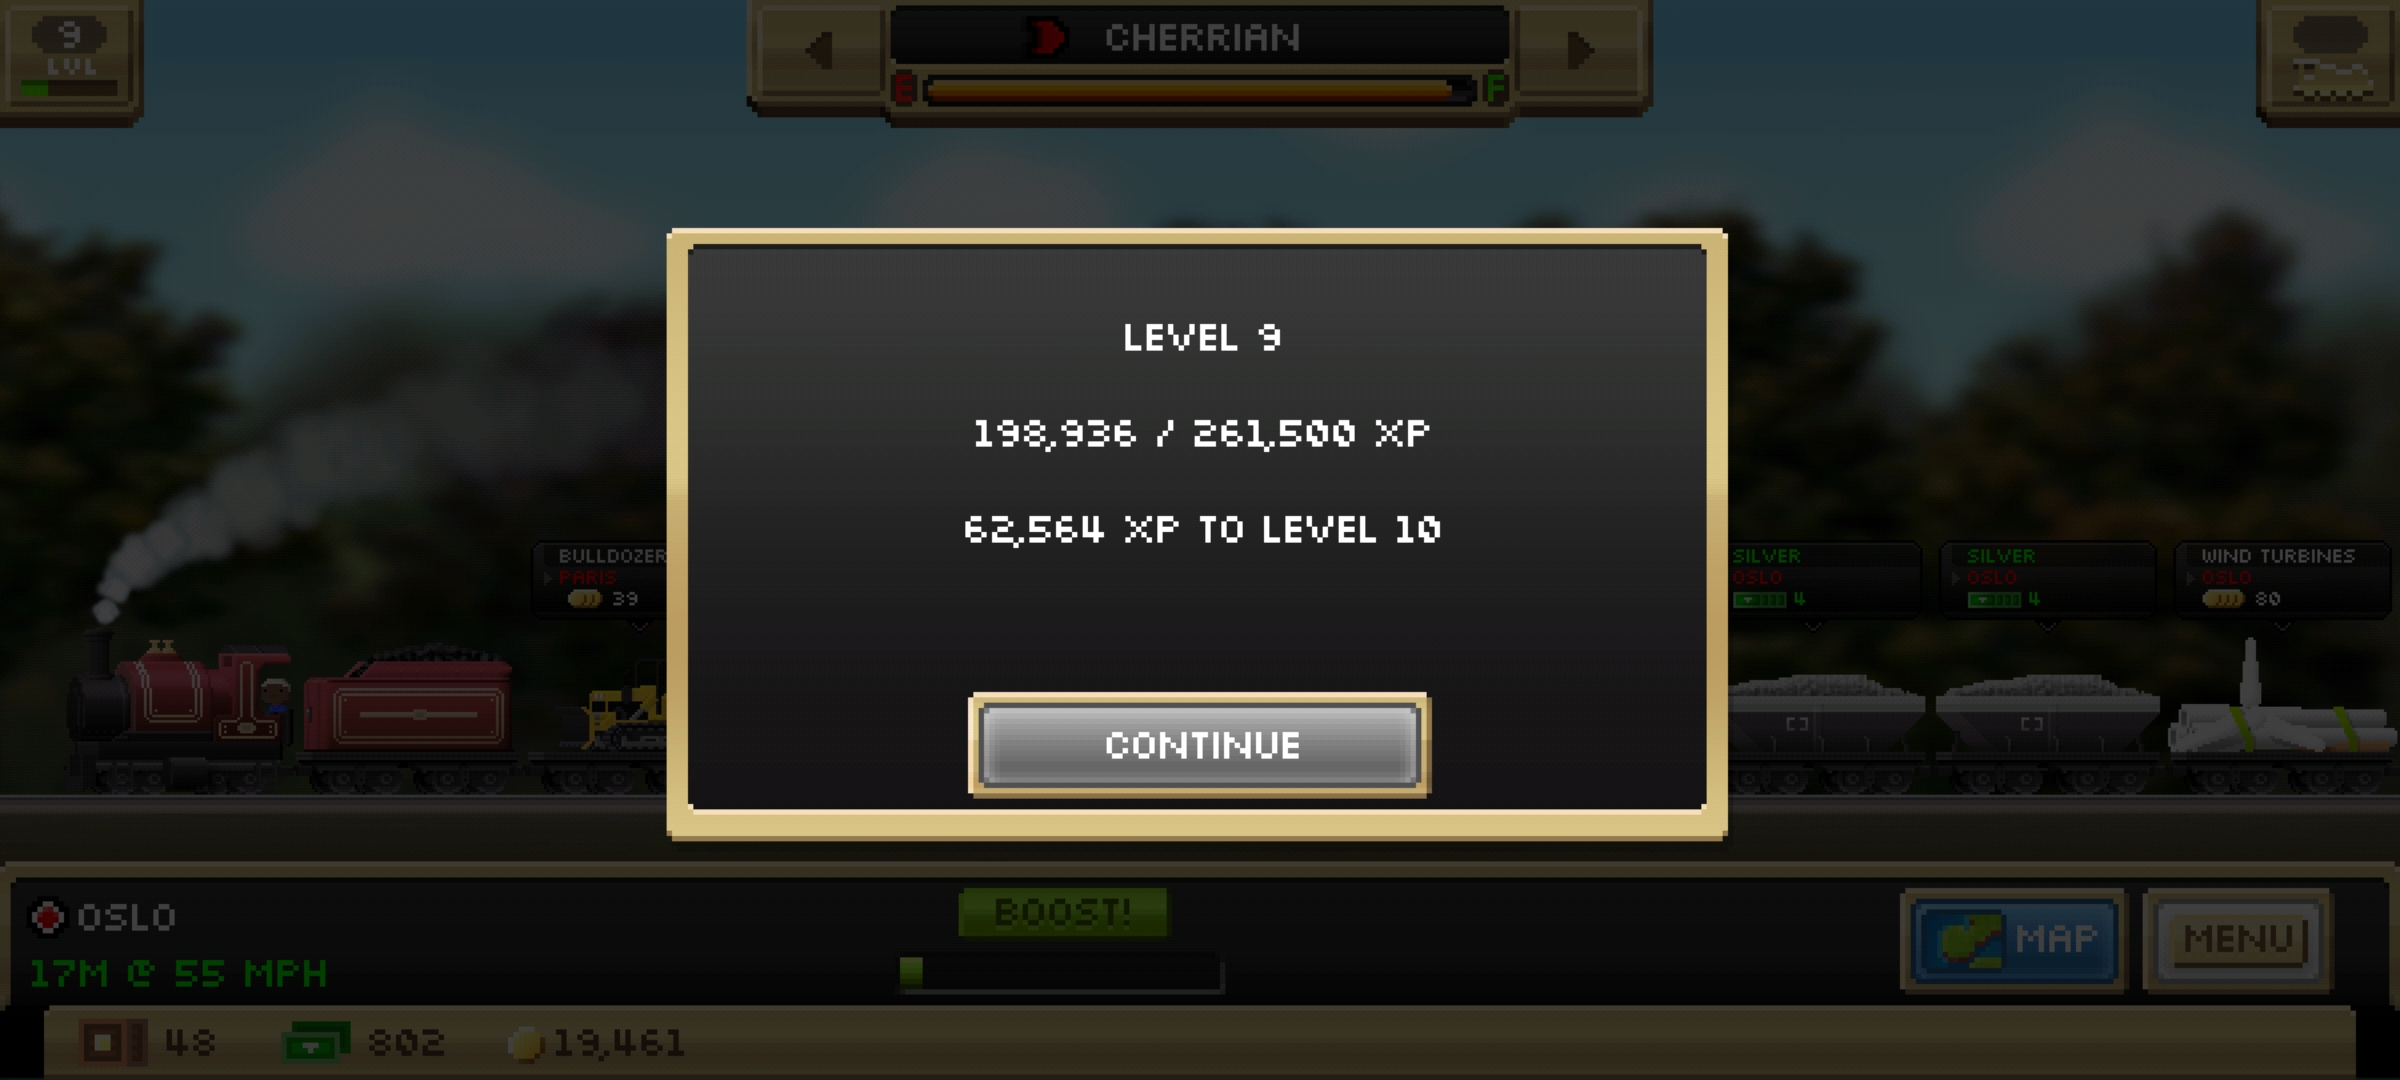 9
LVL
CHERRIAN
E F
LEVEL 9
198,936 / 261,500 XP
62,564 XP TO LEVEL 10
CONTINUE
BULLDOZER
PARIS
39
SILVER
OSLO
4
SILVER
OSLO
4
WIND TURBINES
OSLO
80
OSLO
17M @ 55 MPH
BOOST!
MAP
MENU
48
802
19,461